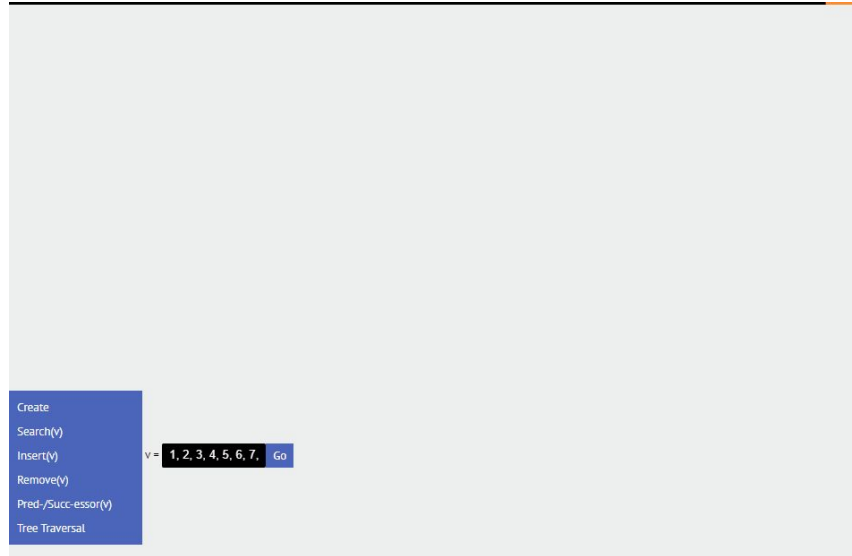 Create
Search(v)
Insert(v)
v = 1, 2, 3, 4, 5, 6, 7, Go
Remove(v)
Pred-/Succ-essor(v)
Tree Traversal